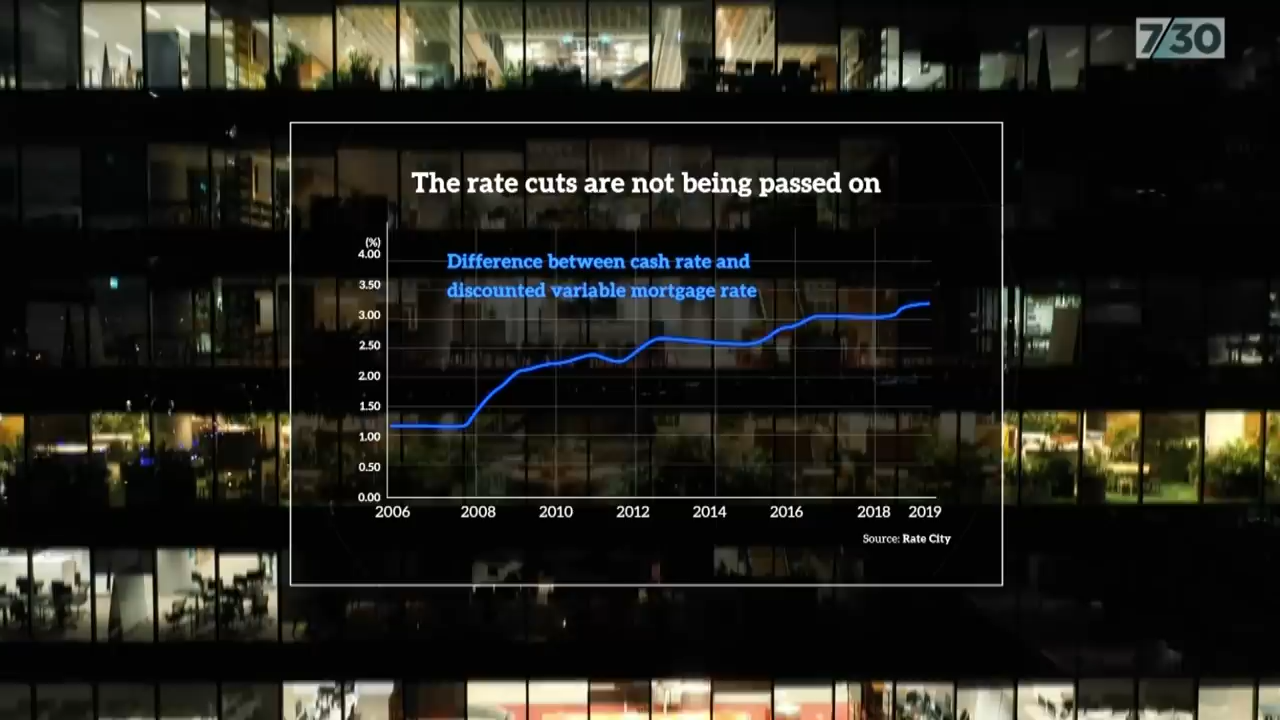 7/30
The rate cuts are not being passed on
(%)
4.00
Difference between cash rate and
discounted variable mortgage rate
3.50
3.00
2.50
2.00
1.50
1.00
0.50
0.00
2006 2008 2010 2012 2014 2016 2018 2019
Source: Rate City